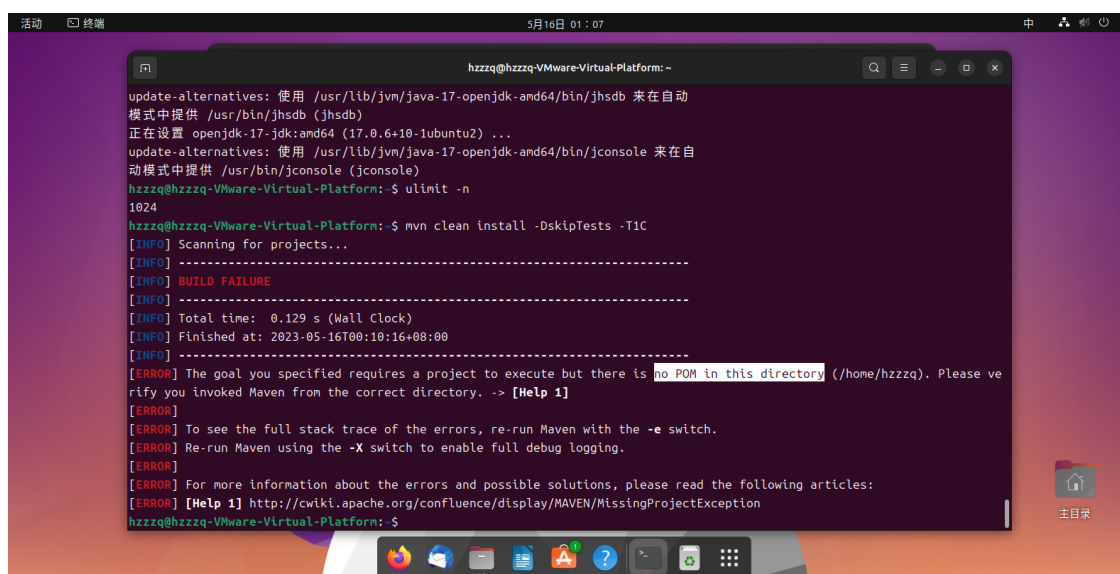 活动 终端 5月16日 01：07 中
hzzzq@hzzzq-VMware-Virtual-Platform: ~
update-alternatives: 使用 /usr/lib/jvm/java-17-openjdk-amd64/bin/jhsdb 来在自动
模式中提供 /usr/bin/jhsdb (jhsdb)
正在设置 openjdk-17-jdk:amd64 (17.0.6+10-1ubuntu2) ...
update-alternatives: 使用 /usr/lib/jvm/java-17-openjdk-amd64/bin/jconsole 来在自
动模式中提供 /usr/bin/jconsole (jconsole)
hzzzq@hzzzq-VMware-Virtual-Platform:~$ ulimit -n
1024
hzzzq@hzzzq-VMware-Virtual-Platform:~$ mvn clean install -DskipTests -T1C
[INFO] Scanning for projects...
[INFO] ------------------------------------------------------------------------
[INFO] BUILD FAILURE
[INFO] ------------------------------------------------------------------------
[INFO] Total time:  0.129 s (Wall Clock)
[INFO] Finished at: 2023-05-16T00:10:16+08:00
[INFO] ------------------------------------------------------------------------
[ERROR] The goal you specified requires a project to execute but there is no POM in this directory (/home/hzzzq). Please ve
rify you invoked Maven from the correct directory. -> [Help 1]
[ERROR]
[ERROR] To see the full stack trace of the errors, re-run Maven with the -e switch.
[ERROR] Re-run Maven using the -X switch to enable full debug logging.
[ERROR]
[ERROR] For more information about the errors and possible solutions, please read the following articles:
[ERROR] [Help 1] http://cwiki.apache.org/confluence/display/MAVEN/MissingProjectException
hzzzq@hzzzq-VMware-Virtual-Platform:~$
主目录
1